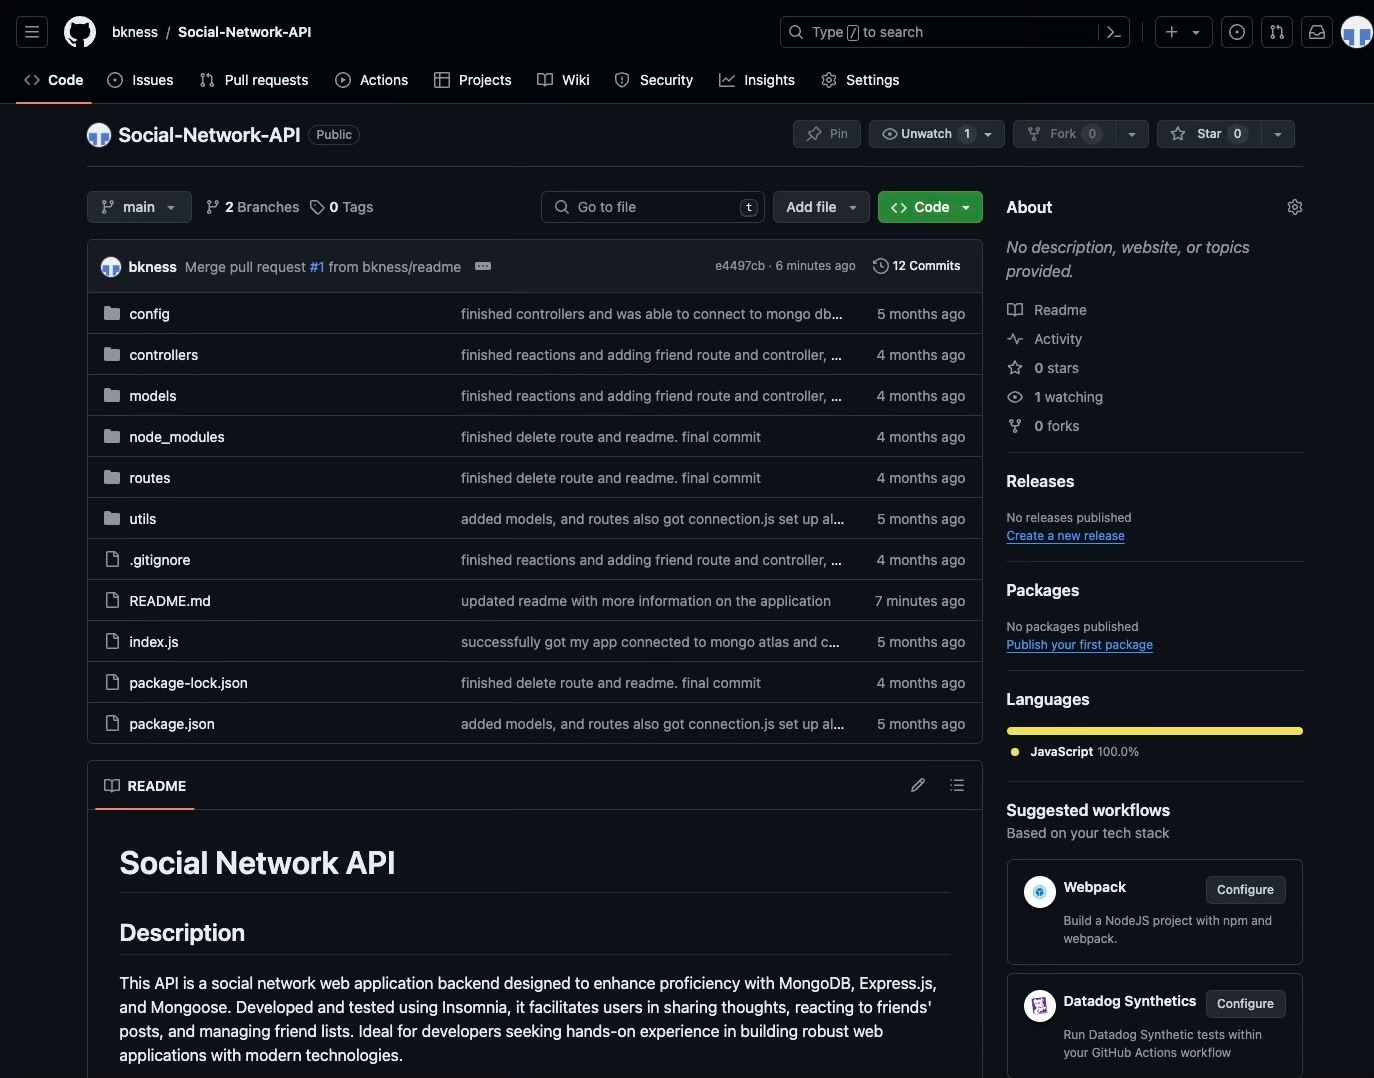 bkness / Social-Network-API
Type / to search
Code Issues Pull requests Actions Projects Wiki Security Insights Settings
Social-Network-API Public
Pin Unwatch 1 Fork 0 Star 0
main 2 Branches 0 Tags
Go to file t Add file Code
bkness Merge pull request #1 from bkness/readme e4497cb · 6 minutes ago 12 Commits
config finished controllers and was able to connect to mongo db... 5 months ago
controllers finished reactions and adding friend route and controller, ... 4 months ago
models finished reactions and adding friend route and controller, ... 4 months ago
node_modules finished delete route and readme. final commit 4 months ago
routes finished delete route and readme. final commit 4 months ago
utils added models, and routes also got connection.js set up al... 5 months ago
.gitignore finished reactions and adding friend route and controller, ... 4 months ago
README.md updated readme with more information on the application 7 minutes ago
index.js successfully got my app connected to mongo atlas and c... 5 months ago
package-lock.json finished delete route and readme. final commit 4 months ago
package.json added models, and routes also got connection.js set up al... 5 months ago
README
Social Network API
Description
This API is a social network web application backend designed to enhance proficiency with MongoDB, Express.js,
and Mongoose. Developed and tested using Insomnia, it facilitates users in sharing thoughts, reacting to friends'
posts, and managing friend lists. Ideal for developers seeking hands-on experience in building robust web
applications with modern technologies.
About
No description, website, or topics
provided.
Readme
Activity
0 stars
1 watching
0 forks
Releases
No releases published
Create a new release
Packages
No packages published
Publish your first package
Languages
JavaScript 100.0%
Suggested workflows
Based on your tech stack
Webpack Configure
Build a NodeJS project with npm and
webpack.
Datadog Synthetics Configure
Run Datadog Synthetic tests within
your GitHub Actions workflow